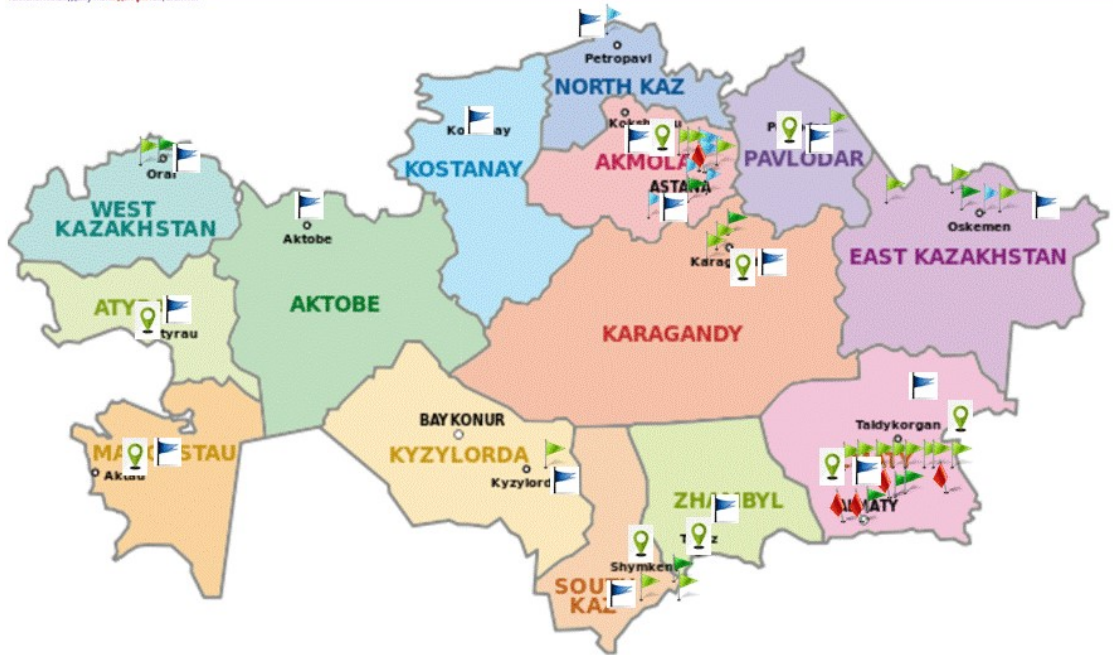 Petropavl
NORTH KAZ
KOSTANAY
AKMOLA
ASTANA
PAVLODAR
Oral
WEST
KAZAKHSTAN
Aktobe
Oskemen
EAST KAZAKHSTAN
AKTOBE
KARAGANDY
BAYKONUR
KYZYLORDA
Taldykorgan
ZHAMBYL
Shymkent
SOUTH
KAZ